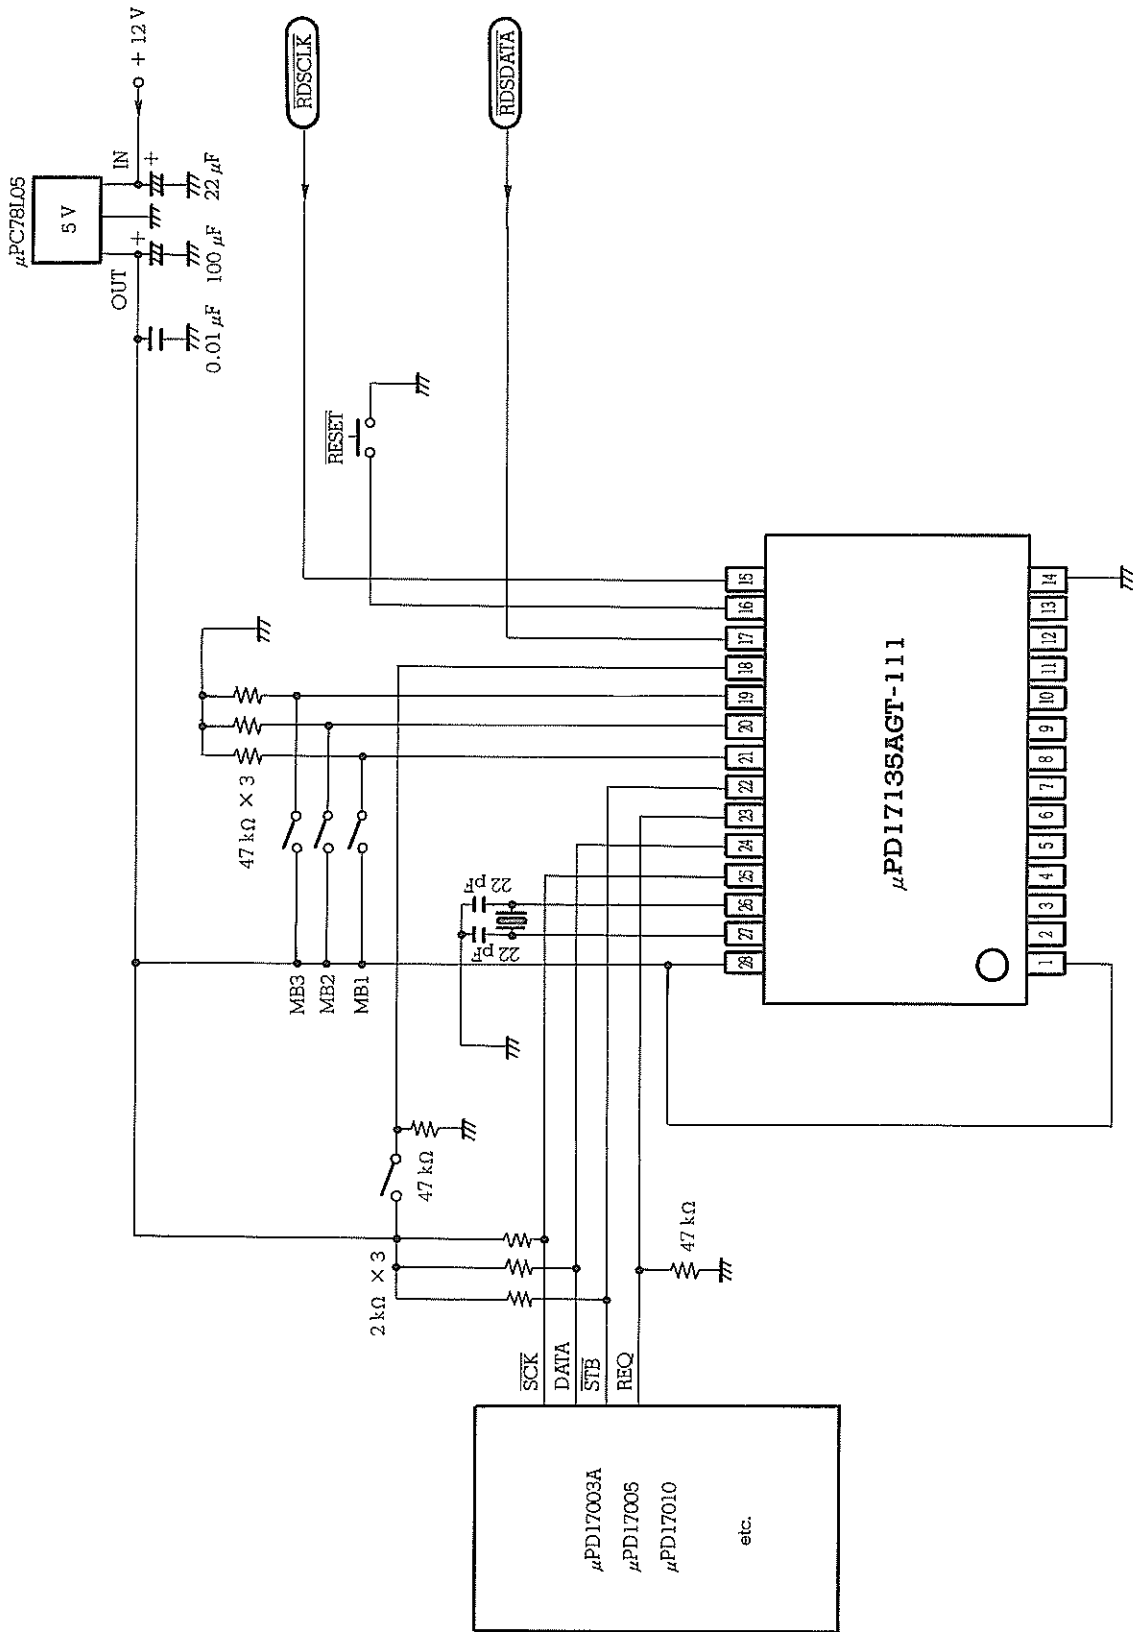 μPC78L05
5 V
OUT
IN
+
+
+12 V
0.01 μF
100 μF
22 μF
RDSCLK
RDSDATA
RESET
47 kΩ × 3
MB3
MB2
MB1
22 pF
22 pF
47 kΩ
2 kΩ × 3
47 kΩ
SCK
DATA
STB
REQ
μPD17003A
μPD17005
μPD17010
etc.
28 27 26 25 24 23 22 21 20 19 18 17 16 15
μPD17135AGT-111
1 2 3 4 5 6 7 8 9 10 11 12 13 14